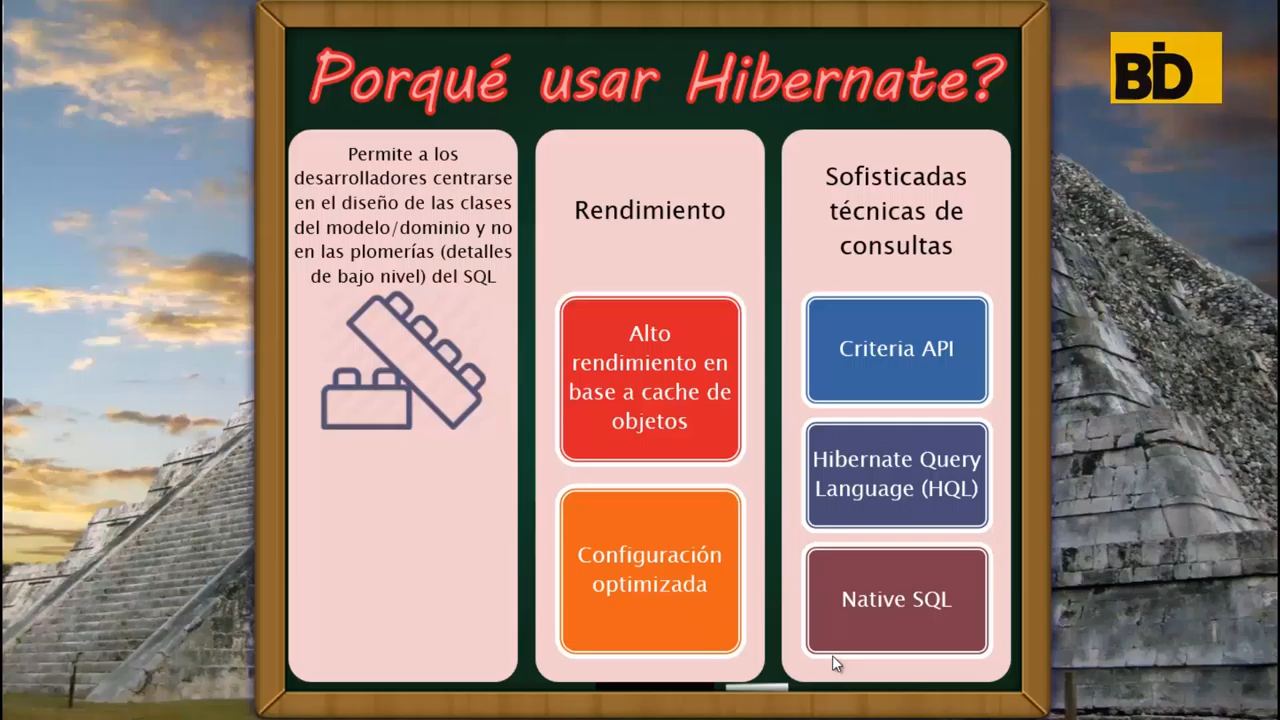 Porqué usar Hibernate?
BID
Permite a los
desarrolladores centrarse
en el diseño de las clases
del modelo/dominio y no
en las plomerías (detalles
de bajo nivel) del SQL
Rendimiento
Alto
rendimiento en
base a cache de
objetos
Configuración
optimizada
Sofisticadas
técnicas de
consultas
Criteria API
Hibernate Query
Language (HQL)
Native SQL